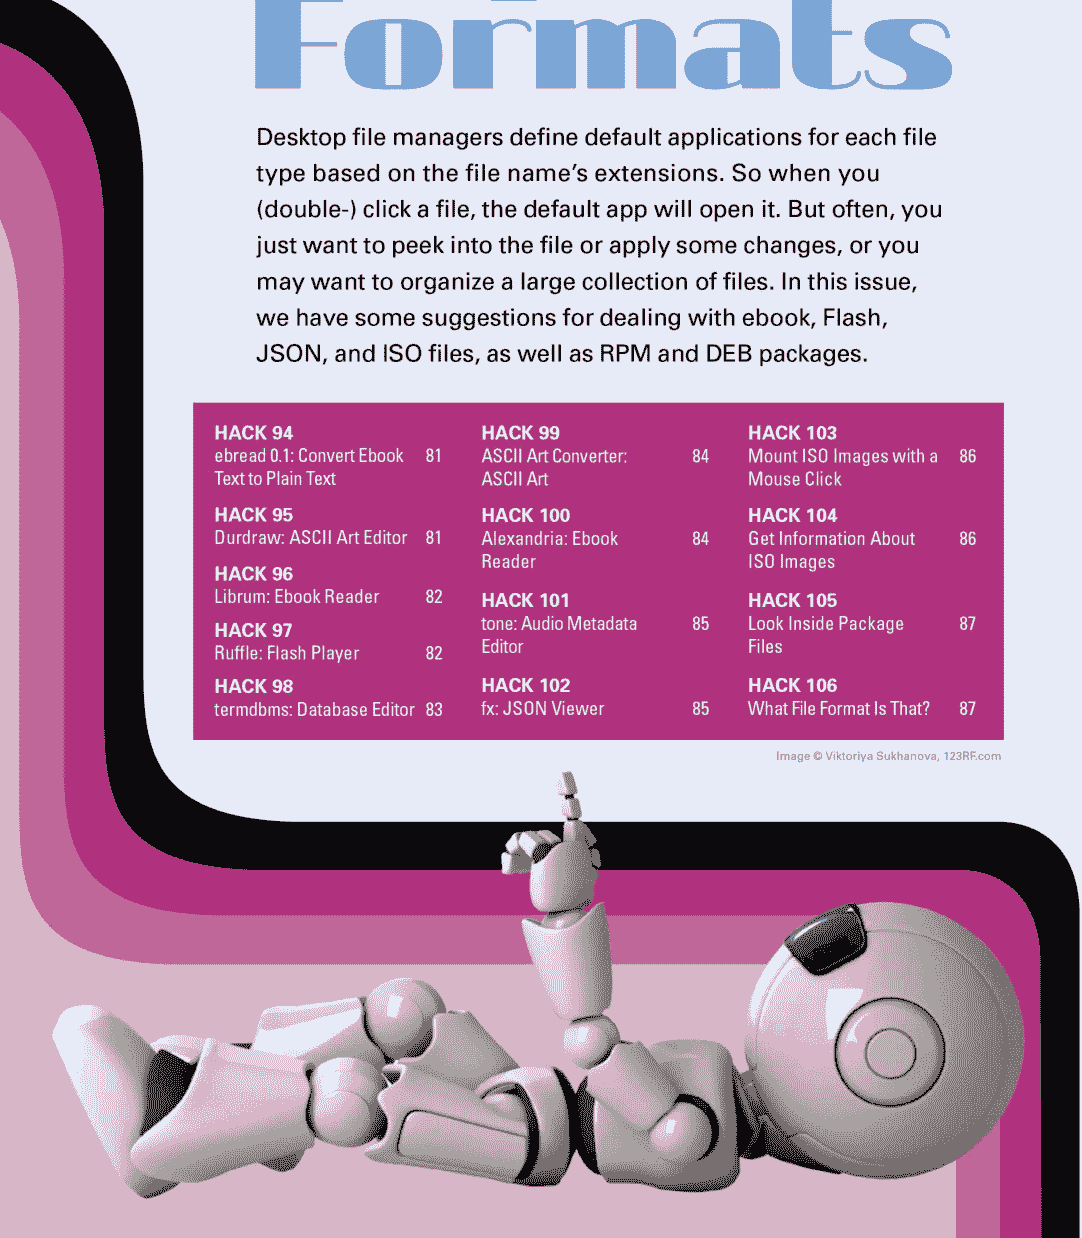 Formats
Desktop file managers define default applications for each file
type based on the file name’s extensions. So when you
(double-) click a file, the default app will open it. But often, you
just want to peek into the file or apply some changes, or you
may want to organize a large collection of files. In this issue,
we have some suggestions for dealing with ebook, Flash,
JSON, and ISO files, as well as RPM and DEB packages.
HACK 94
ebread 0.1: Convert Ebook 81
Text to Plain Text
HACK 95
Durdraw: ASCII Art Editor 81
HACK 96
Librum: Ebook Reader 82
HACK 97
Ruffle: Flash Player 82
HACK 98
termdbms: Database Editor 83
HACK 99
ASCII Art Converter: 84
ASCII Art
HACK 100
Alexandria: Ebook 84
Reader
HACK 101
tone: Audio Metadata 85
Editor
HACK 102
fx: JSON Viewer 85
HACK 103
Mount ISO Images with a 86
Mouse Click
HACK 104
Get Information About 86
ISO Images
HACK 105
Look Inside Package 87
Files
HACK 106
What File Format Is That? 87
Image © Viktoriya Sukhanova, 123RF.com